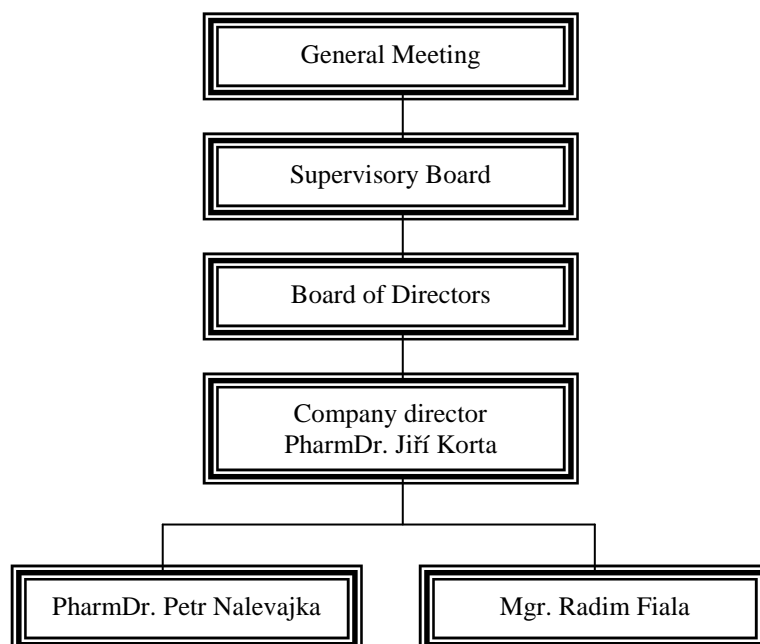 General Meeting
Supervisory Board
Board of Directors
Company director
PharmDr. Jiří Korta
PharmDr. Petr Nalevajka
Mgr. Radim Fiala